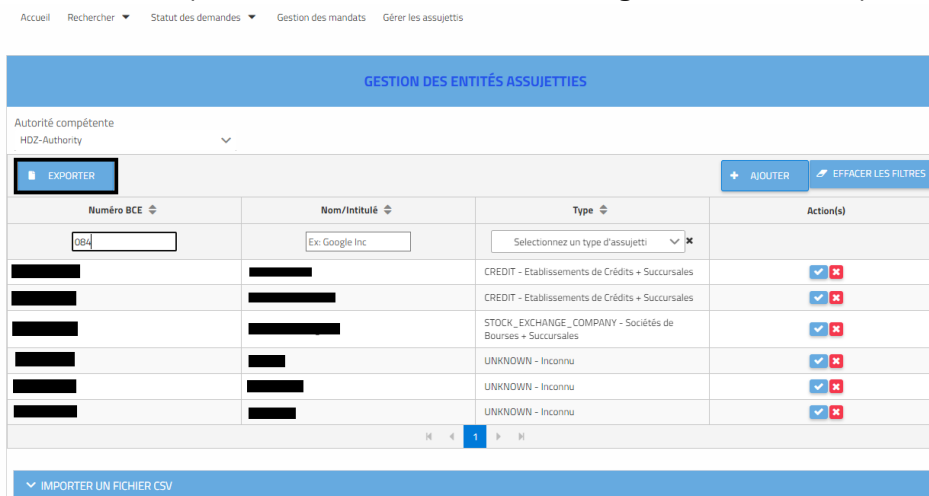 Accueil Rechercher Statut des demandes Gestion des mandats Gérer les assujettis
GESTION DES ENTITÉS ASSUJETTIES
Autorité compétente
HDZ-Authority
EXPORTER
AJOUTER EFFACER LES FILTRES
Numéro BCE Nom/Intitulé Type Action(s)
084 Ex: Google Inc Selectionnez un type d'assujetti
CREDIT - Etablissements de Crédits + Succursales
CREDIT - Etablissements de Crédits + Succursales
STOCK_EXCHANGE_COMPANY - Sociétés de
Bourses + Succursales
UNKNOWN - Inconnu
UNKNOWN - Inconnu
UNKNOWN - Inconnu
1
IMPORTER UN FICHIER CSV